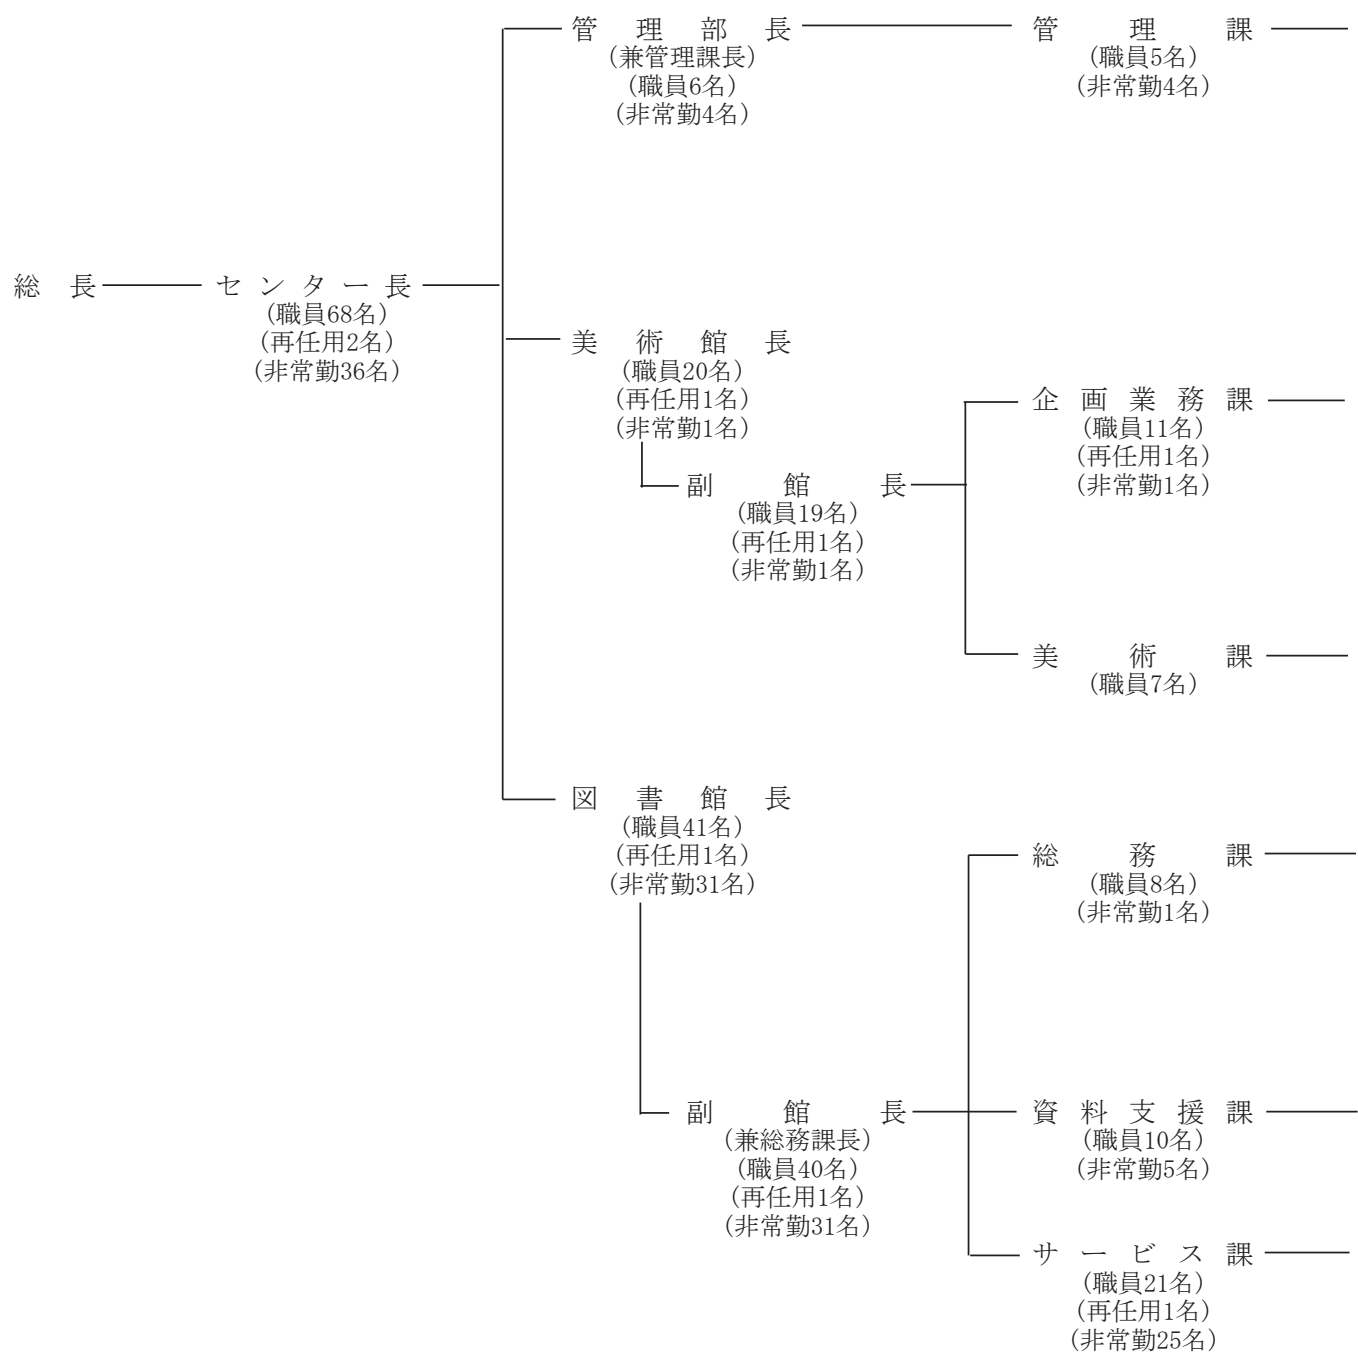 管理部長
（兼管理課長）
（職員6名）
（非常勤4名）
管理課
（職員5名）
（非常勤4名）
総長
センター長
（職員68名）
（再任用2名）
（非常勤36名）
美術館長
（職員20名）
（再任用1名）
（非常勤1名）
副館長
（職員19名）
（再任用1名）
（非常勤1名）
企画業務課
（職員11名）
（再任用1名）
（非常勤1名）
美術課
（職員7名）
図書館長
（職員41名）
（再任用1名）
（非常勤31名）
副館長
（兼総務課長）
（職員40名）
（再任用1名）
（非常勤31名）
総務課
（職員8名）
（非常勤1名）
資料支援課
（職員10名）
（非常勤5名）
サービス課
（職員21名）
（再任用1名）
（非常勤25名）